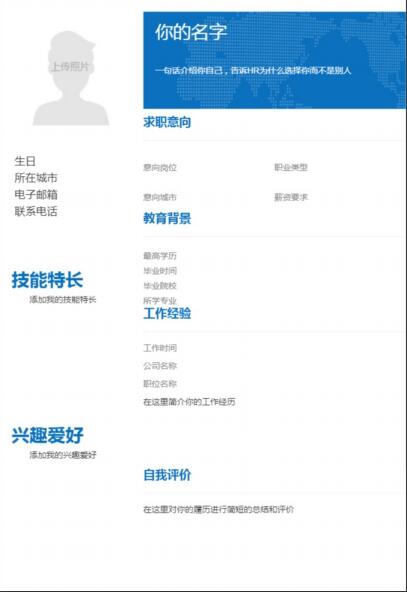 上传照片
生日
所在城市
电子邮箱
联系电话
技能特长
添加我的技能特长
兴趣爱好
添加我的兴趣爱好
你的名字
一句话介绍你自己，告诉HR为什么选择你而不是别人
求职意向
意向岗位 职业类型
意向城市 薪资要求
教育背景
最高学历
毕业时间
毕业院校
所学专业
工作经验
工作时间
公司名称
职位名称
在这里简介你的工作经历
自我评价
在这里对你的履历进行简短的总结和评价